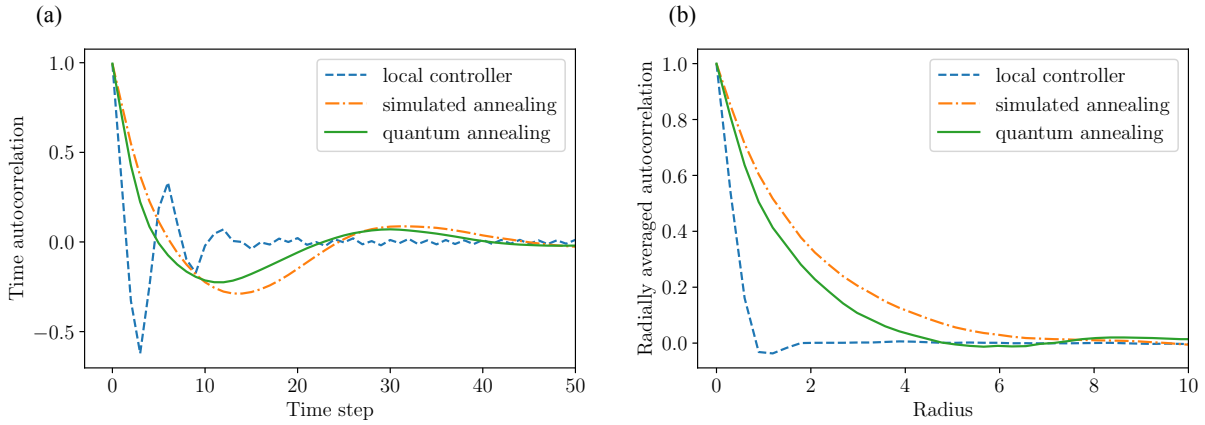 (a)
Time autocorrelation
1.0
0.5
0.0
−0.5
local controller
simulated annealing
quantum annealing
0
10
20
30
40
50
Time step
(b)
Radially averaged autocorrelation
1.0
0.8
0.6
0.4
0.2
0.0
local controller
simulated annealing
quantum annealing
0
2
4
6
8
10
Radius